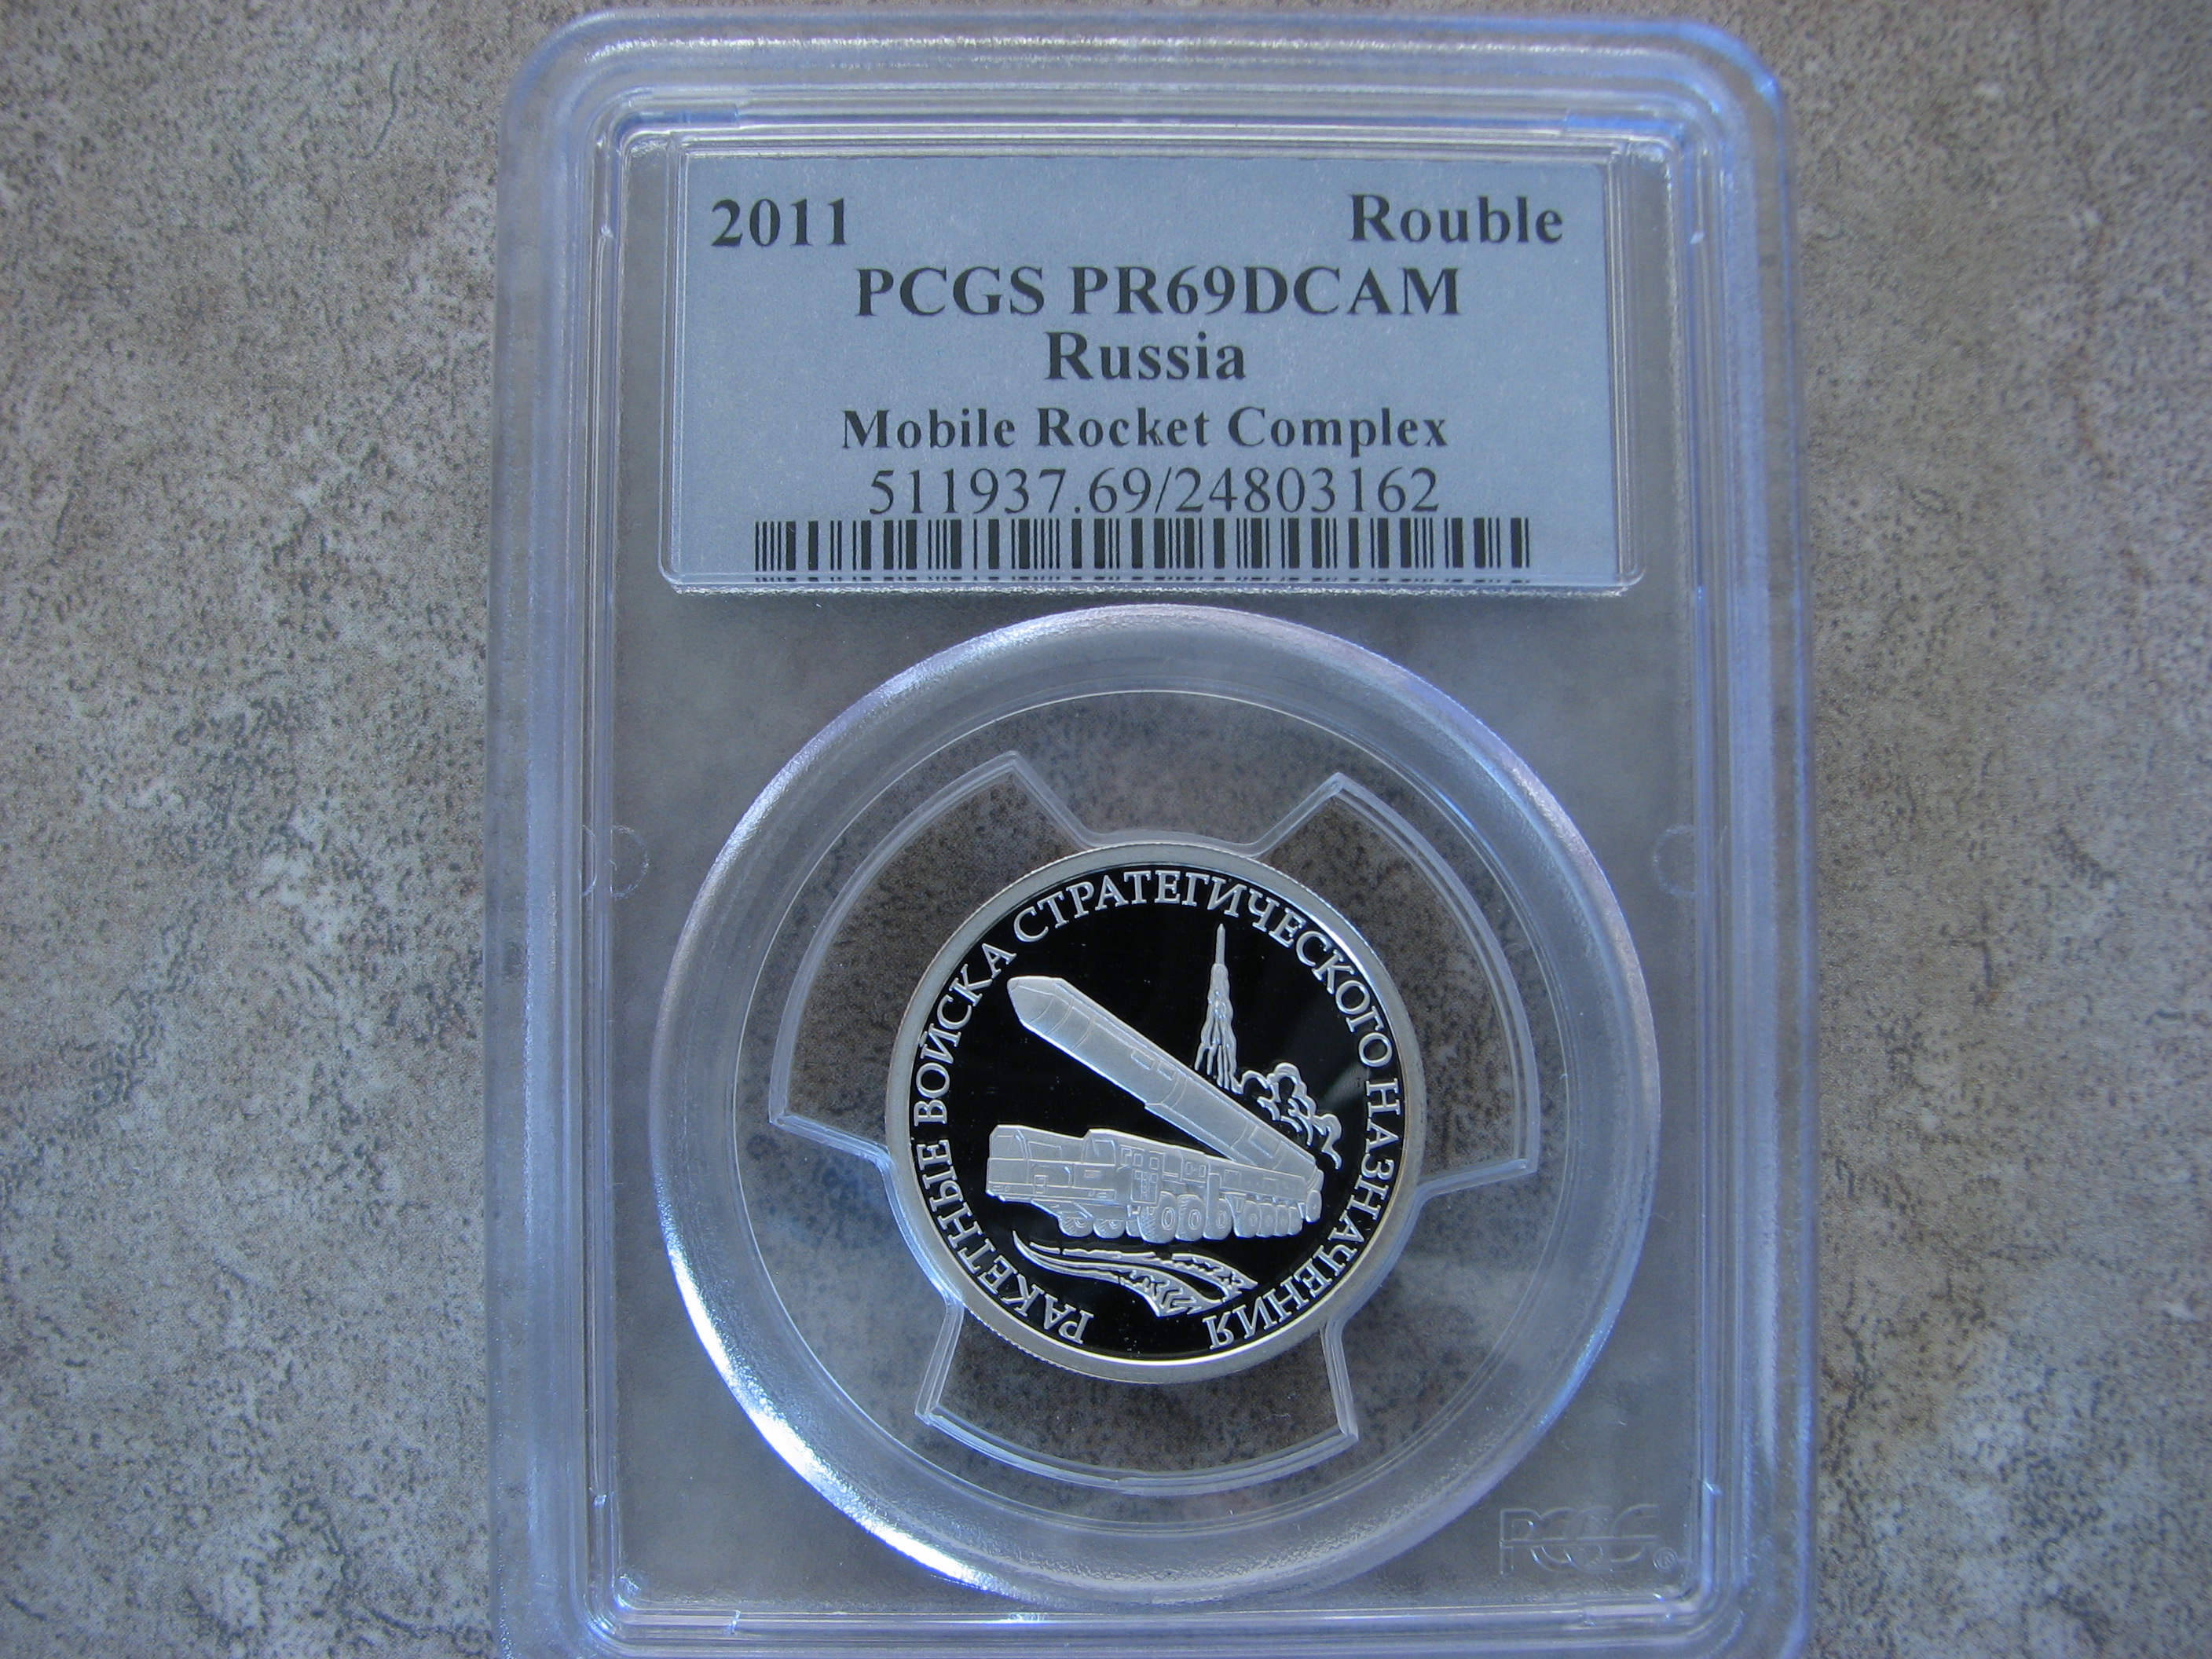 2011 Rouble
PCGS PR69DCAM
Russia
Mobile Rocket Complex
511937.69/24803162
РАКЕТНЫЕ ВОЙСКА СТРАТЕГИЧЕСКОГО НАЗНАЧЕНИЯ
PCGS®